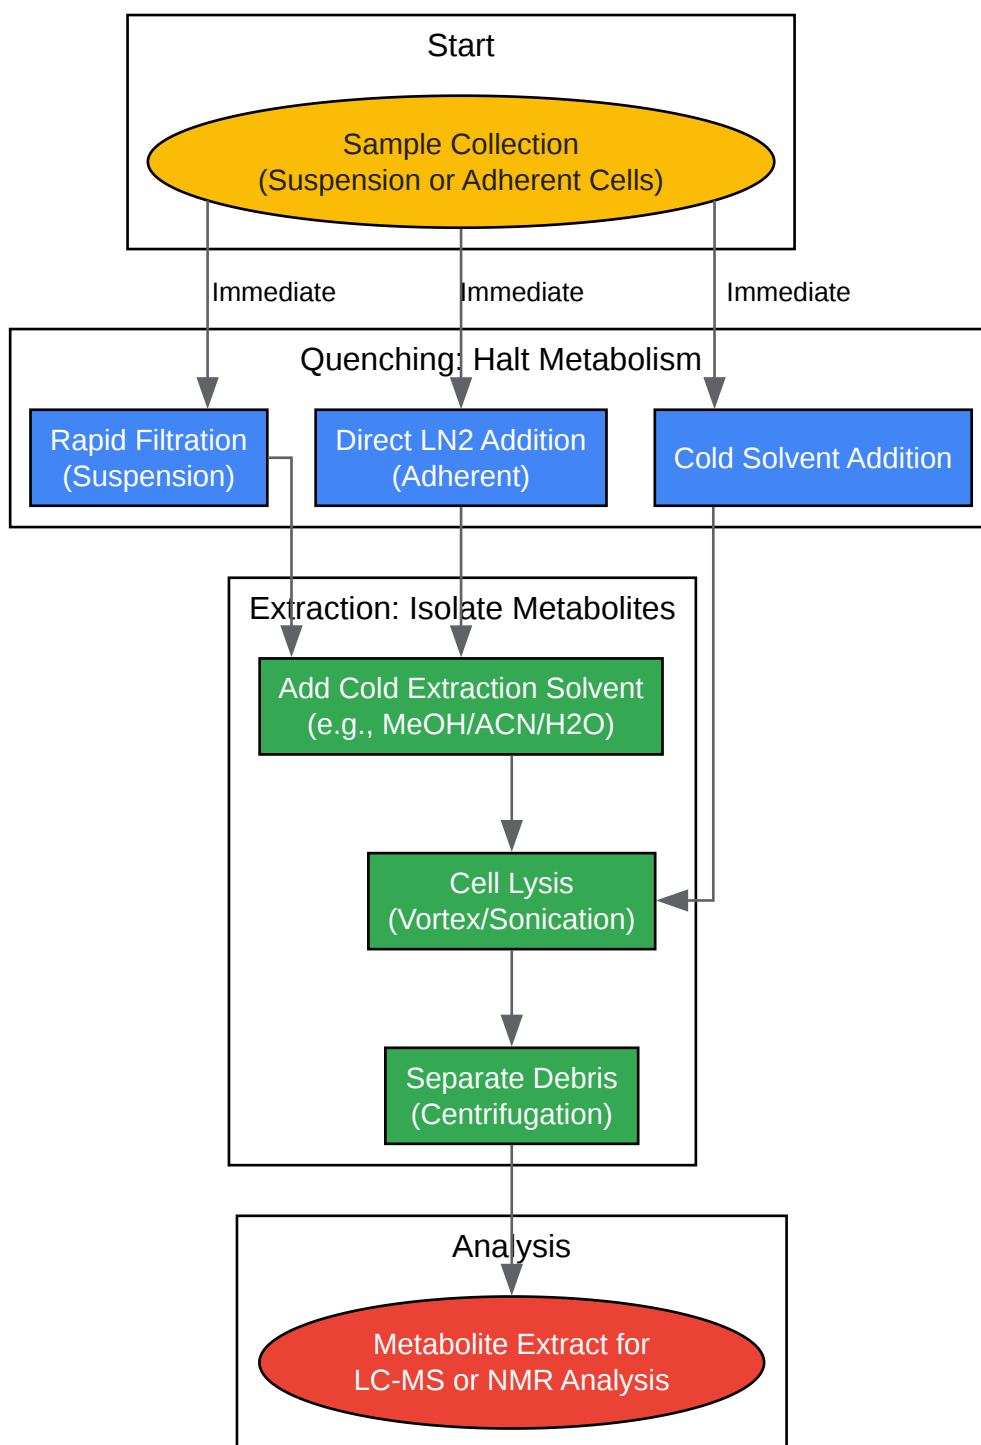 Start
Sample Collection
(Suspension or Adherent Cells)
Immediate
Immediate
Immediate
Quenching: Halt Metabolism
Rapid Filtration
(Suspension)
Direct LN2 Addition
(Adherent)
Cold Solvent Addition
Extraction: Isolate Metabolites
Add Cold Extraction Solvent
(e.g., MeOH/ACN/H2O)
Cell Lysis
(Vortex/Sonication)
Separate Debris
(Centrifugation)
Analysis
Metabolite Extract for
LC-MS or NMR Analysis